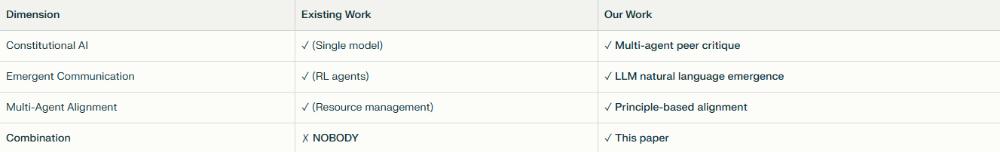 Dimension Existing Work Our Work
Constitutional AI ✓ (Single model) ✓ Multi-agent peer critique
Emergent Communication ✓ (RL agents) ✓ LLM natural language emergence
Multi-Agent Alignment ✓ (Resource management) ✓ Principle-based alignment
Combination ✗ NOBODY ✓ This paper